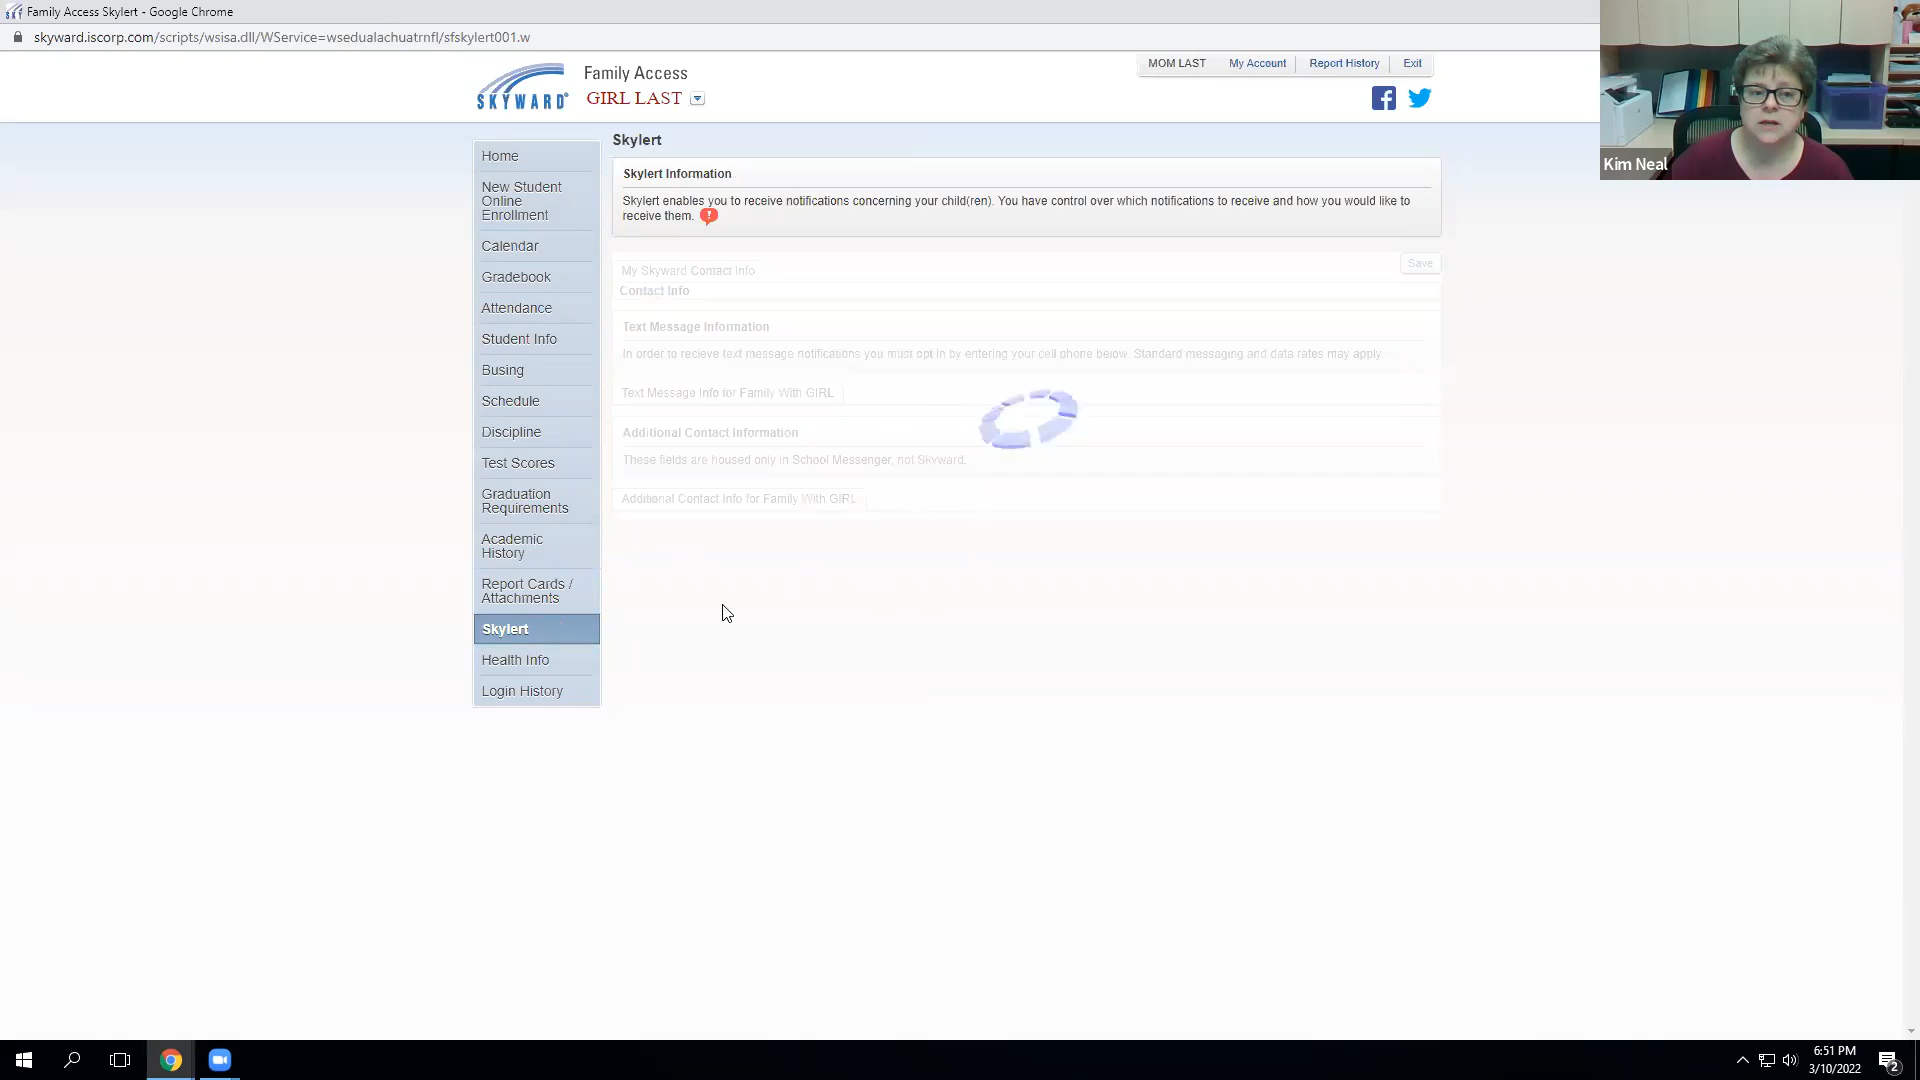 Family Access Skylert - Google Chrome
skyward.iscorp.com/scripts/wsisa.dll/WService=wsedualachuatrnfl/sfskylert001.w
SKYWARD
Family Access
GIRL LAST
MOM LAST
My Account
Report History
Exit
Kim Neal
Home
New Student
Online
Enrollment
Calendar
Gradebook
Attendance
Student Info
Busing
Schedule
Discipline
Test Scores
Graduation
Requirements
Academic
History
Report Cards /
Attachments
Skylert
Health Info
Login History
Skylert
Skylert Information
Skylert enables you to receive notifications concerning your child(ren). You have control over which notifications to receive and how you would like to
receive them.
My Skyward Contact Info
Save
Contact Info
Text Message Information
In order to recieve text message notifications you must opt in by entering your cell phone below. Standard messaging and data rates may apply.
Text Message Info for Family With GIRL
Additional Contact Information
These fields are housed only in School Messenger, not Skyward.
Additional Contact Info for Family With GIRL
6:51 PM
3/10/2022
2